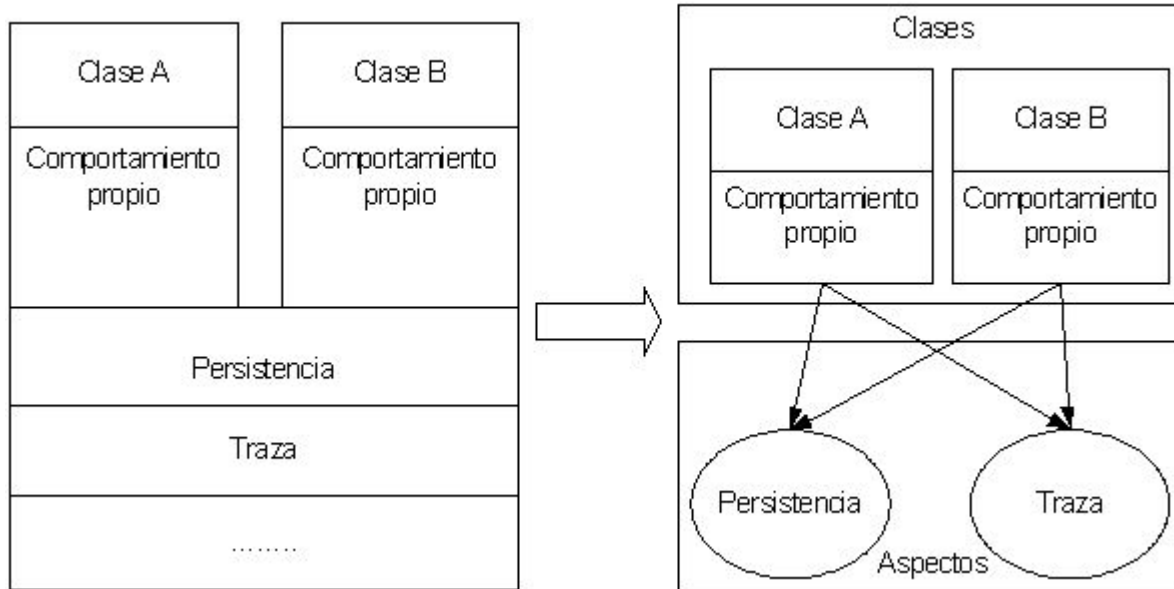 Clase A
Clase B
Comportamiento
propio
Comportamiento
propio
Persistencia
Traza
........
Clases
Clase A
Clase B
Comportamiento
propio
Comportamiento
propio
Persistencia
Traza
Aspectos